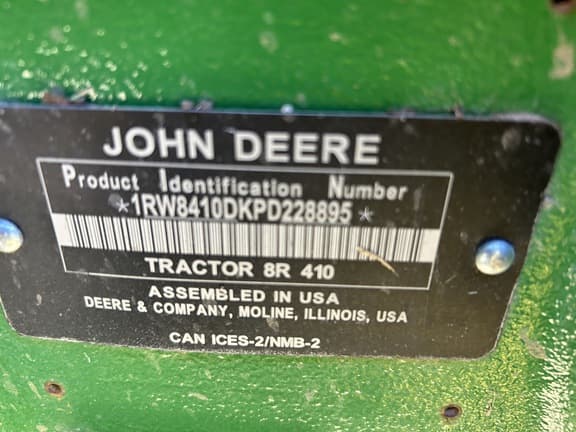 JOHN DEERE
Product Identification Number
*1RW8410DKPD228895*
TRACTOR 8R 410
ASSEMBLED IN USA
DEERE & COMPANY, MOLINE, ILLINOIS, USA
CAN ICES-2/NMB-2